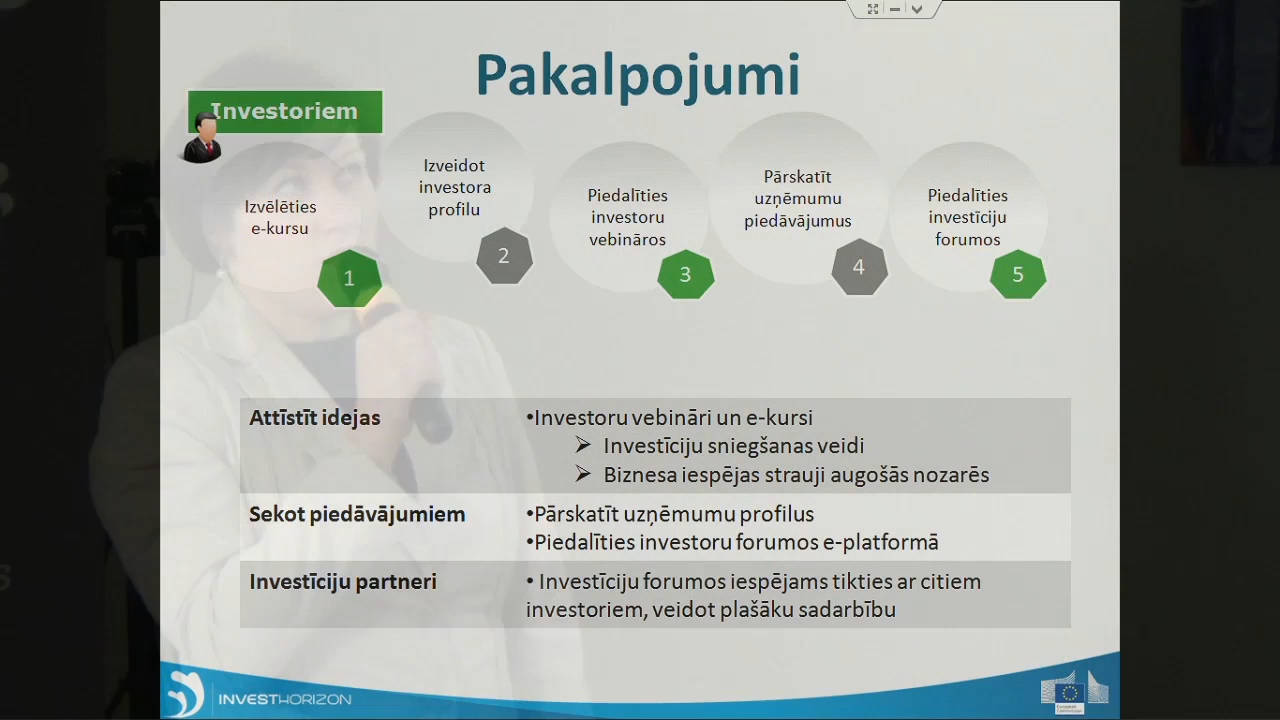 Pakalpojumi
Investoriem
Izvēlēties
e-kursu
1
Izveidot
investora
profilu
2
Piedalīties
investoru
vebināros
3
Pārskatīt
uzņēmumu
piedāvājumus
4
Piedalīties
investīciju
forumos
5
Attīstīt idejas
•Investoru vebināri un e-kursi
➢ Investīciju sniegšanas veidi
➢ Biznesa iespējas strauji augošās nozarēs
Sekot piedāvājumiem
•Pārskatīt uzņēmumu profilus
•Piedalīties investoru forumos e-platformā
Investīciju partneri
• Investīciju forumos iespējams tikties ar citiem
investoriem, veidot plašāku sadarbību
INVESTHORIZON
European
Commission